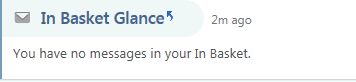 In Basket Glance 2m ago
You have no messages in your In Basket.